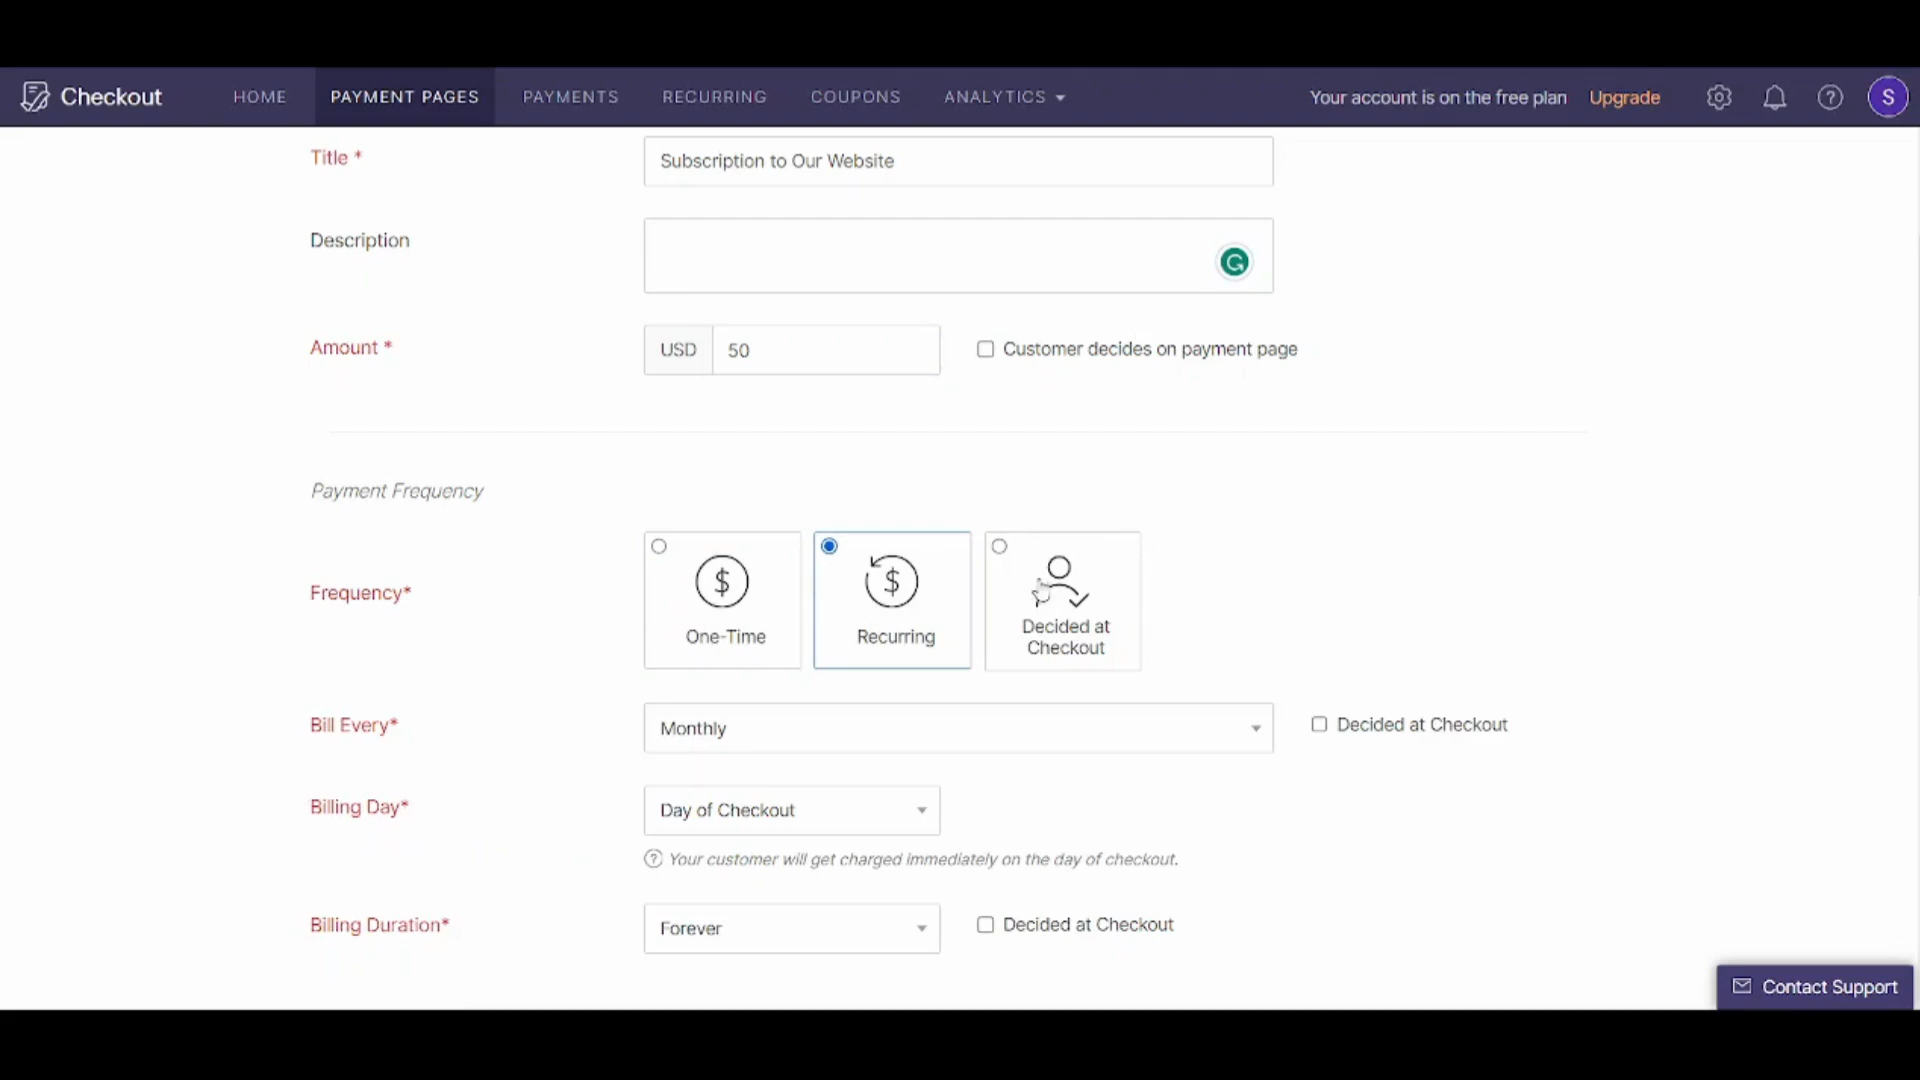 Checkout
HOME
PAYMENT PAGES
PAYMENTS
RECURRING
COUPONS
ANALYTICS
Your account is on the free plan
Upgrade
?
S
Title *
Subscription to Our Website
Description
G
Amount *
USD
50
Customer decides on payment page
Payment Frequency
Frequency*
$
One-Time
$
Recurring
Decided at
Checkout
Bill Every*
Monthly
Decided at Checkout
Billing Day*
Day of Checkout
? Your customer will get charged immediately on the day of checkout.
Billing Duration*
Forever
Decided at Checkout
Contact Support